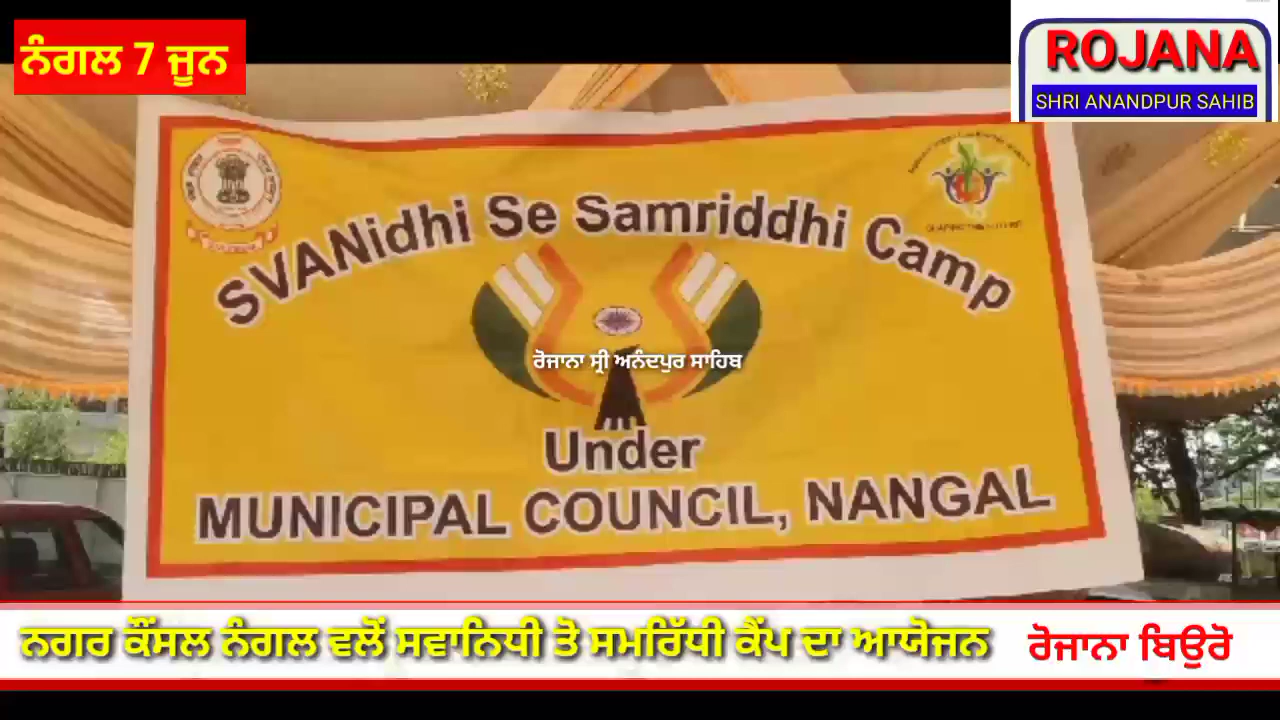 ਨੰਗਲ 7 ਜੂਨ
ROJANA
SHRI ANANDPUR SAHIB
SVANidhi Se Samriddhi Camp
ਰੋਜਾਨਾ ਸ੍ਰੀ ਅਨੰਦਪੁਰ ਸਾਹਿਬ
Under
MUNICIPAL COUNCIL, NANGAL
ਨਗਰ ਕੌਂਸਲ ਨੰਗਲ ਵਲੋਂ ਸਵਾਨਿਧੀ ਤੋ ਸਮਰਿੱਧੀ ਕੈਂਪ ਦਾ ਆਯੋਜਨ
ਰੋਜਾਨਾ ਬਿਉਰੋ